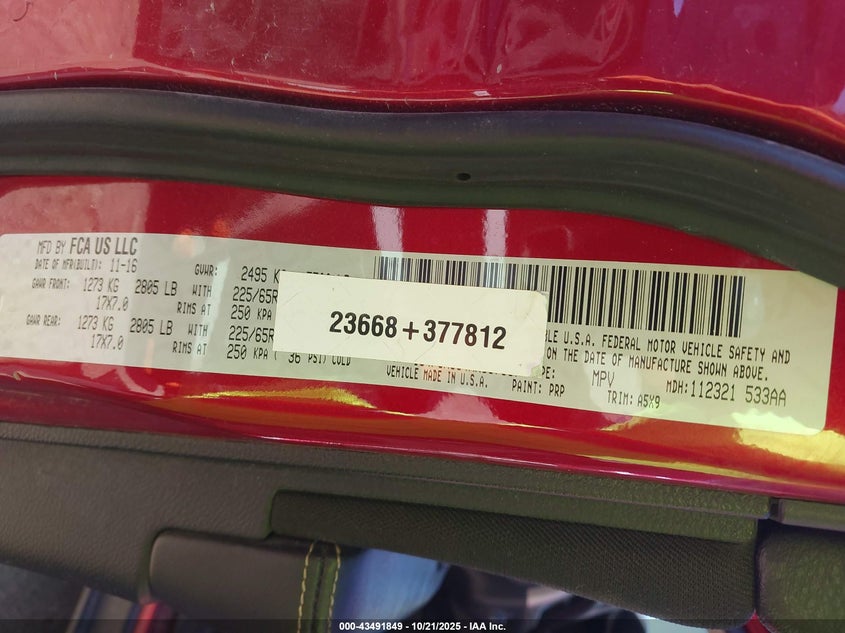 MFD BY FCA US LLC
DATE OF MFR(BUILT): 11-16 GVWR: 2495
GAWR FRONT: 1273 KG 2805 LB WITH 225/65R
17X7.0 RIMS AT 250 KPA
GAWR REAR: 1273 KG 2805 LB WITH 225/65R
17X7.0 RIMS AT 250 KPA ( 36 PSI) COLD
23668+377812
U.S.A. FEDERAL MOTOR VEHICLE SAFETY AND
ON THE DATE OF MANUFACTURE SHOWN ABOVE.
MPV MDH:112321 533AA
VEHICLE MADE IN U.S.A. PAINT: PRP TRIM: A5X9
000-43491849 - 10/21/2025 - IAA Inc.